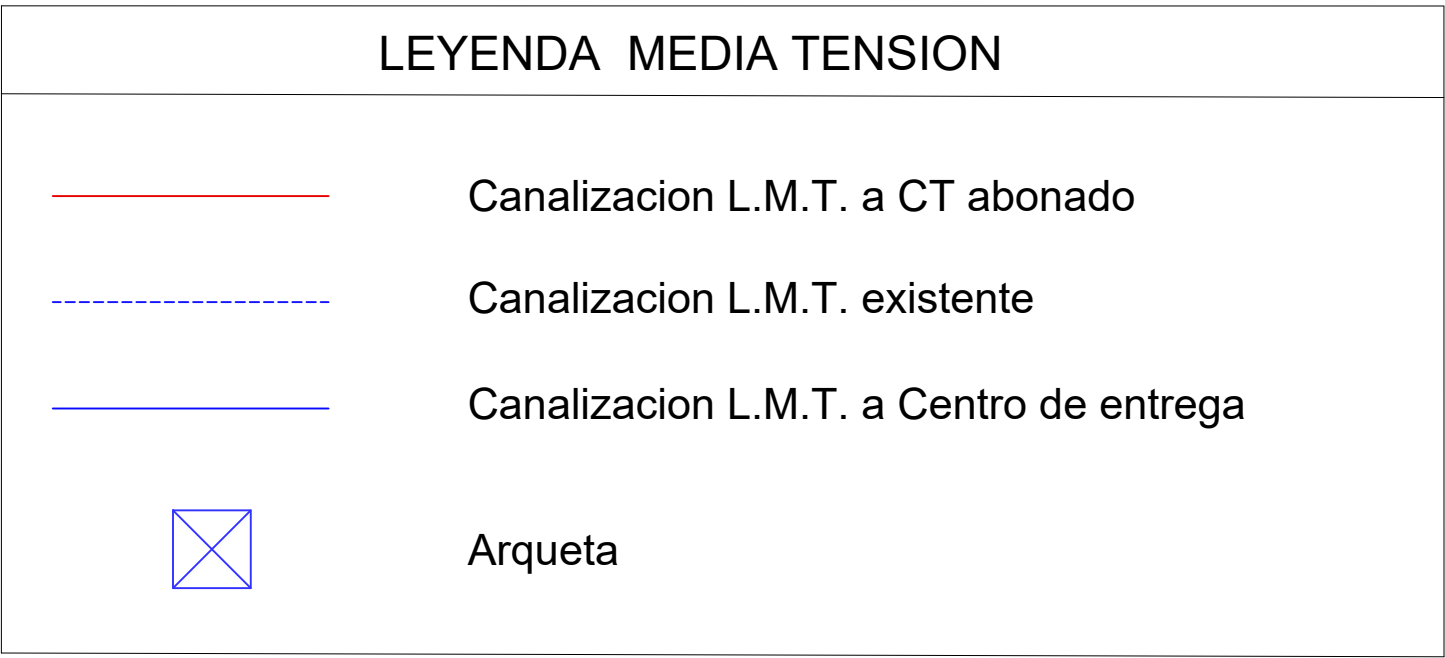 LEYENDA MEDIA TENSION
Canalizacion L.M.T. a CT abonado
Canalizacion L.M.T. existente
Canalizacion L.M.T. a Centro de entrega
Arqueta